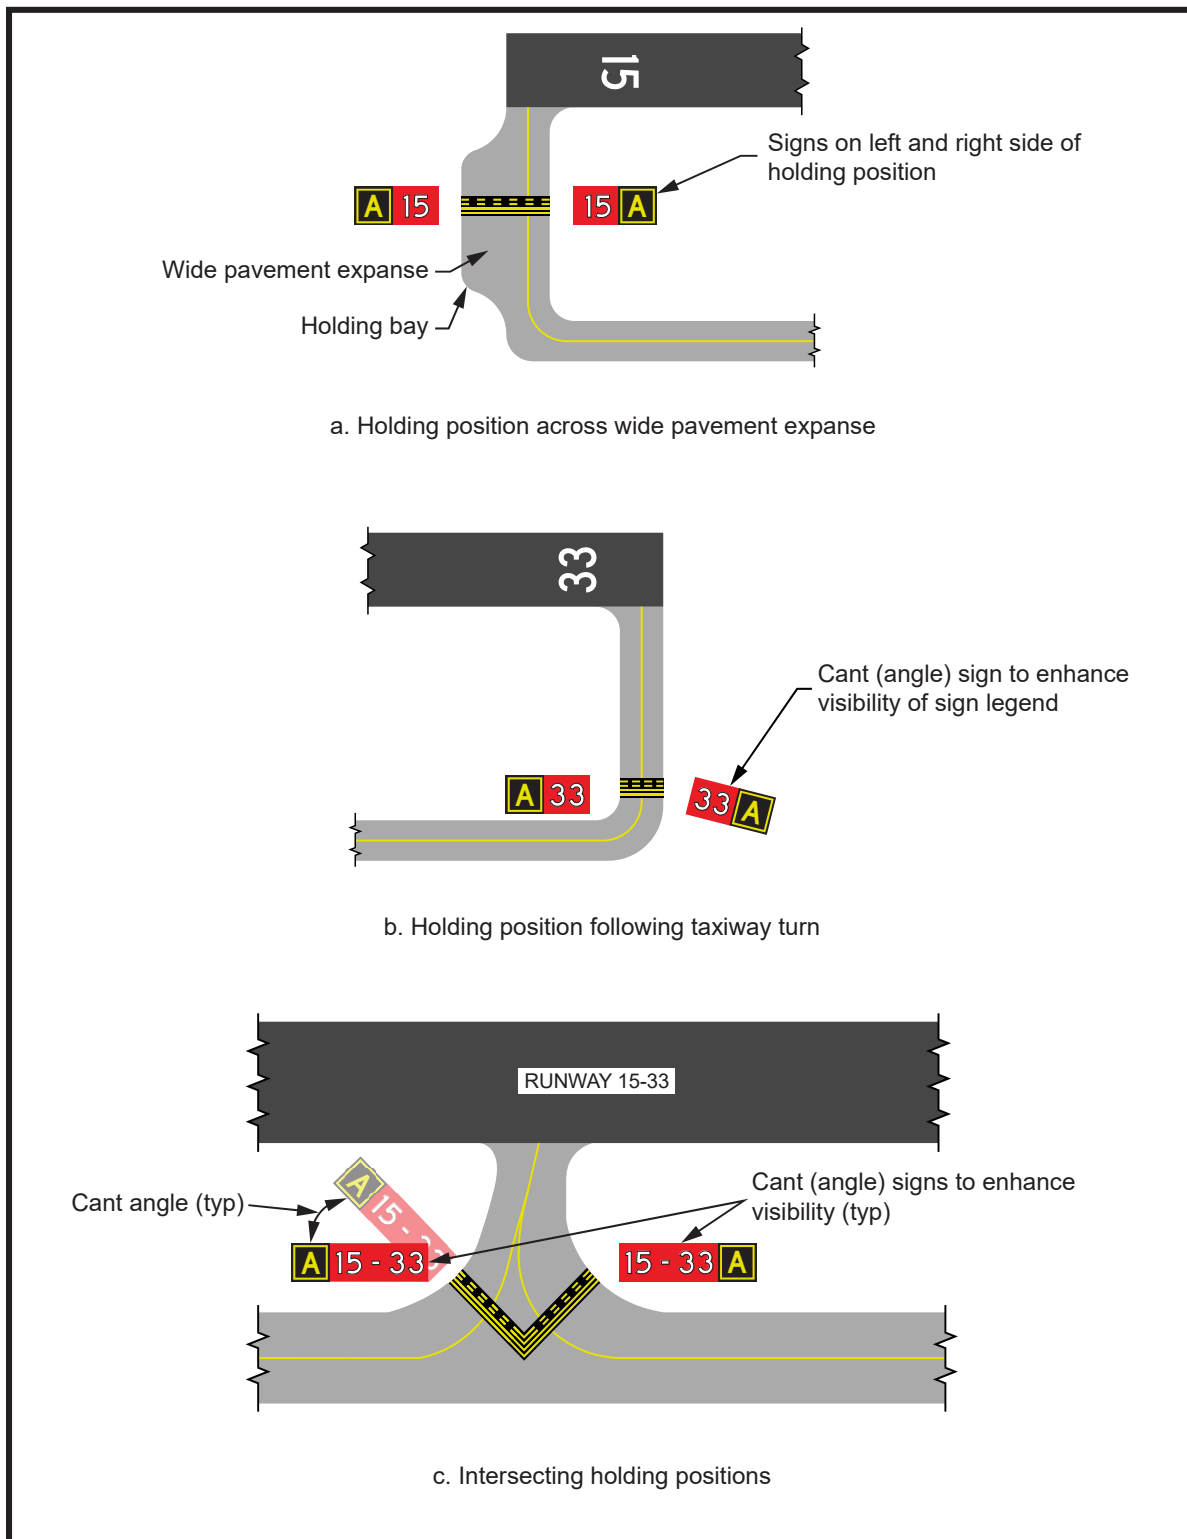 15
Signs on left and right side of
holding position
A 15
15 A
Wide pavement expanse
Holding bay
a. Holding position across wide pavement expanse
33
Cant (angle) sign to enhance
visibility of sign legend
A 33
33 A
b. Holding position following taxiway turn
RUNWAY 15-33
Cant angle (typ)
A 15 - 33
Cant (angle) signs to enhance
visibility (typ)
A 15 - 33
15 - 33 A
c. Intersecting holding positions